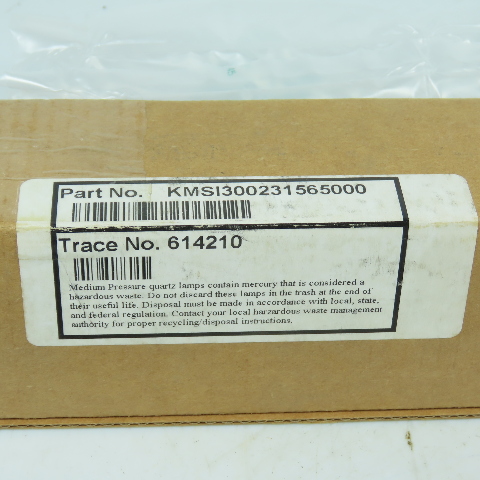 Part No. KMSI300231565000
Trace No. 614210
Medium Pressure quartz lamps contain mercury that is considered a
hazardous waste. Do not discard these lamps in the trash at the end of
their useful life. Disposal must be made in accordance with local, state,
and federal regulation. Contact your local harzardous waste management
authority for proper recycling/disposal instructions.